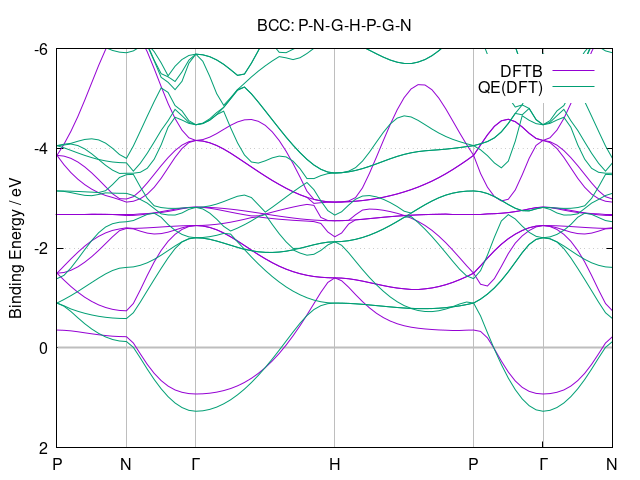 BCC: P-N-G-H-P-G-N
DFTB
QE(DFT)
Binding Energy / eV
-6
-4
-2
0
2
P N Γ H P Γ N